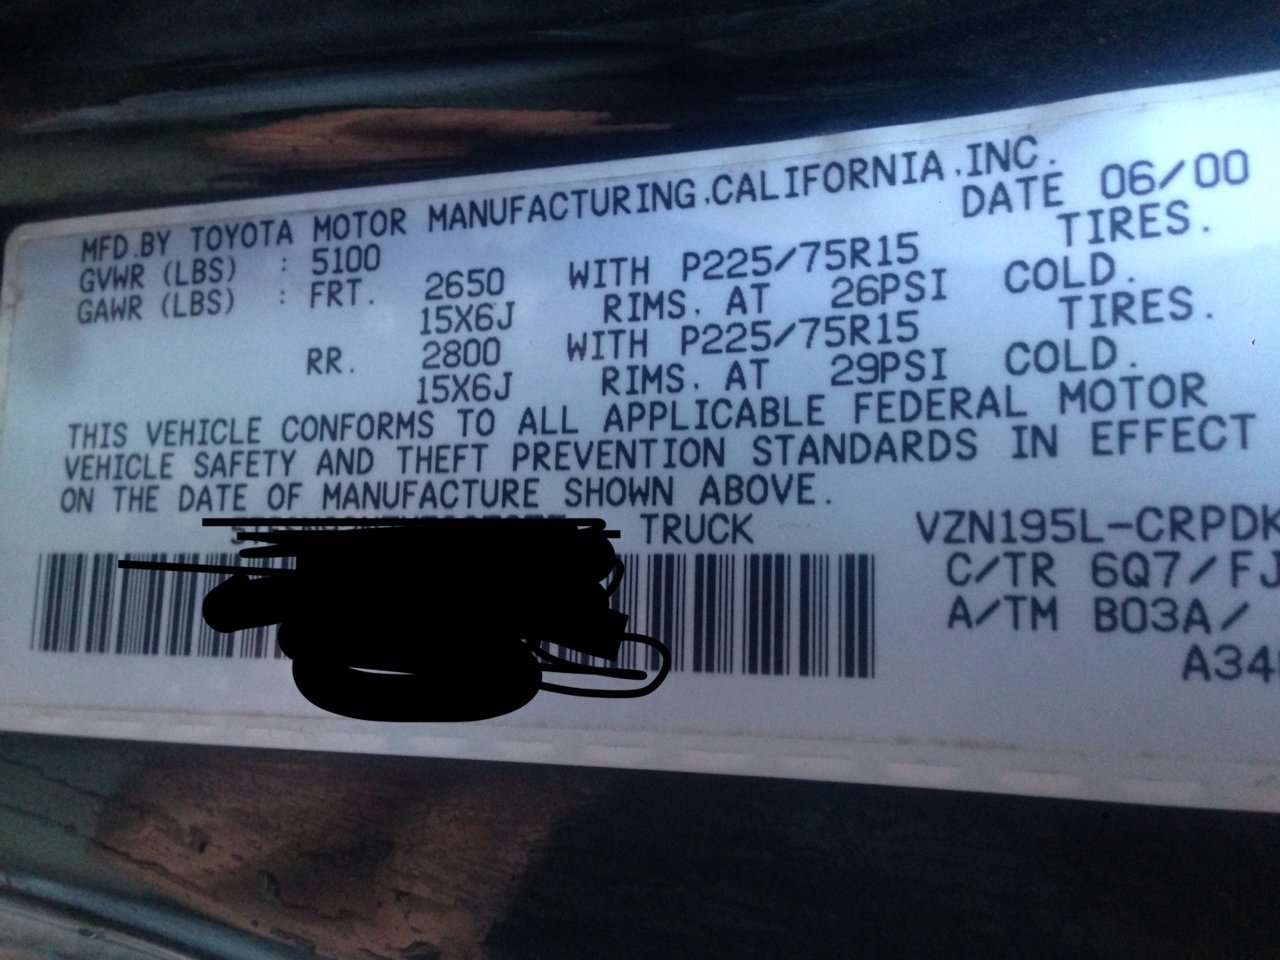 MFD.BY TOYOTA MOTOR MANUFACTURING.CALIFORNIA.INC.
DATE 06/00
GVWR (LBS) : 5100
GAWR (LBS) : FRT. 2650 WITH P225/75R15 TIRES.
15X6J RIMS. AT 26PSI COLD.
RR. 2800 WITH P225/75R15 TIRES.
15X6J RIMS. AT 29PSI COLD.
THIS VEHICLE CONFORMS TO ALL APPLICABLE FEDERAL MOTOR
VEHICLE SAFETY AND THEFT PREVENTION STANDARDS IN EFFECT
ON THE DATE OF MANUFACTURE SHOWN ABOVE.
TRUCK VZN195L-CRPDK
C/TR 6Q7/FJ
A/TM B03A/
A34